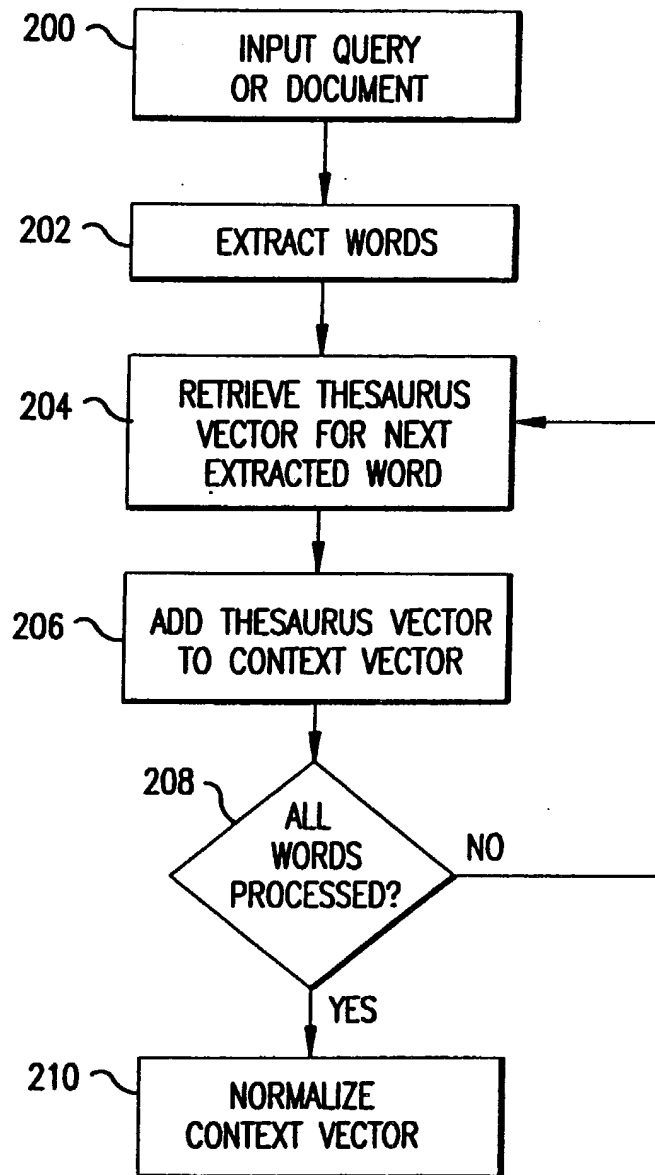 200
INPUT QUERY
OR DOCUMENT
202
EXTRACT WORDS
204
RETRIEVE THESAURUS
VECTOR FOR NEXT
EXTRACTED WORD
206
ADD THESAURUS VECTOR
TO CONTEXT VECTOR
208
ALL
WORDS
PROCESSED?
NO
YES
210
NORMALIZE
CONTEXT VECTOR